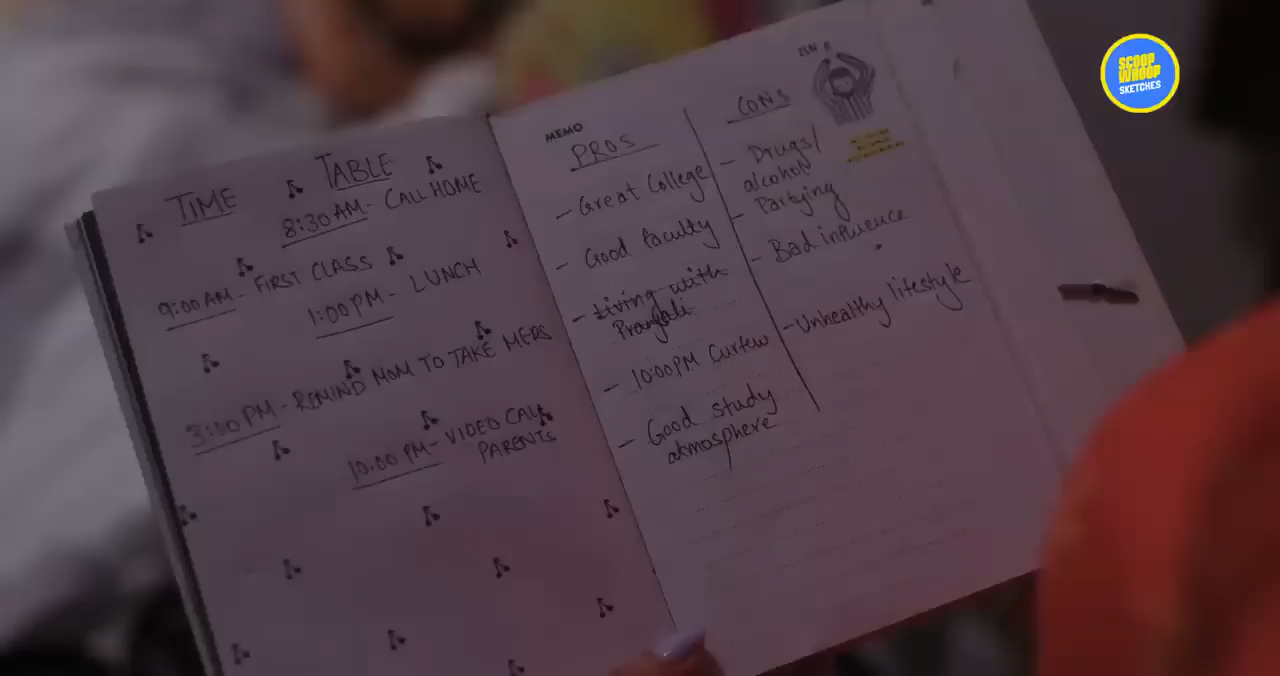 TIME TABLE
8:30 AM - CALL HOME
9:00 AM - FIRST CLASS
1:00 PM - LUNCH
3:00 PM - REMIND MOM TO TAKE MEDS
10:00 PM - VIDEO CALL
PARENTS
MEMO
PROS
- Great College
- Good faculty
- Living with
Pranjali
- 10:00PM Curfew
- Good study
atmosphere
CONS
- Drugs/
alcohol
- Partying
- Bad influence
- Unhealthy lifestyle
SCOOP
WHOOP
SKETCHES